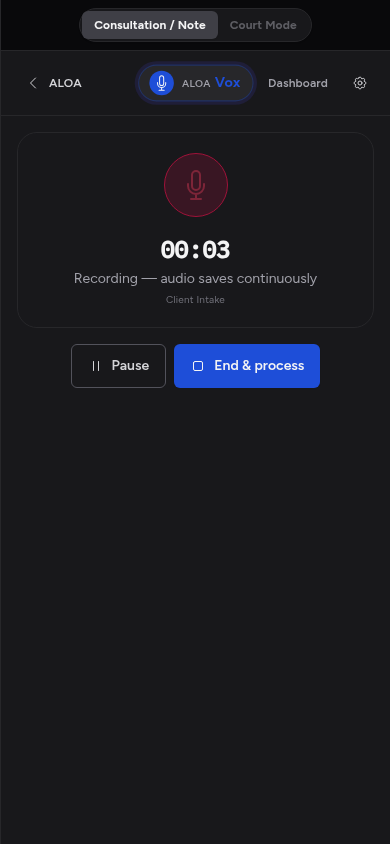 Consultation / Note Court Mode
ALOA ALOA Vox Dashboard
00:03
Recording — audio saves continuously
Client Intake
Pause End & process